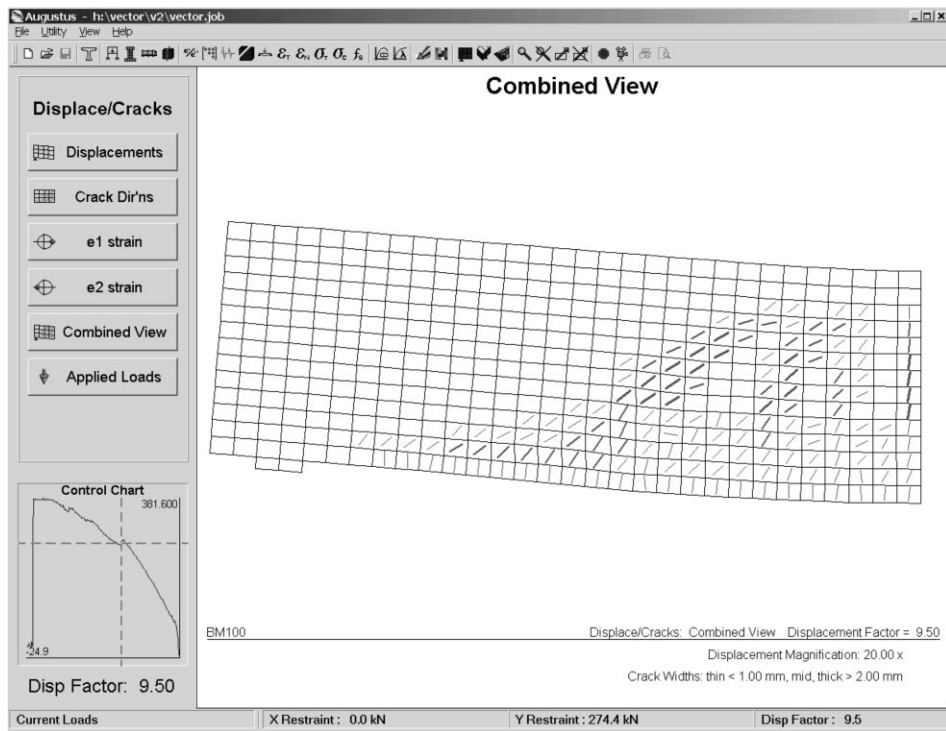 Augustus - h:\vector\v2\vector.job
File Utility View Help
Combined View
Displace/Cracks
Displacements
Crack Dir'ns
e1 strain
e2 strain
Combined View
Applied Loads
Control Chart
381.600
-24.9
Disp Factor: 9.50
BM100
Displace/Cracks: Combined View Displacement Factor = 9.50
Displacement Magnification: 20.00 x
Crack Widths: thin < 1.00 mm, mid, thick > 2.00 mm
Current Loads
X Restraint : 0.0 kN
Y Restraint : 274.4 kN
Disp Factor : 9.5